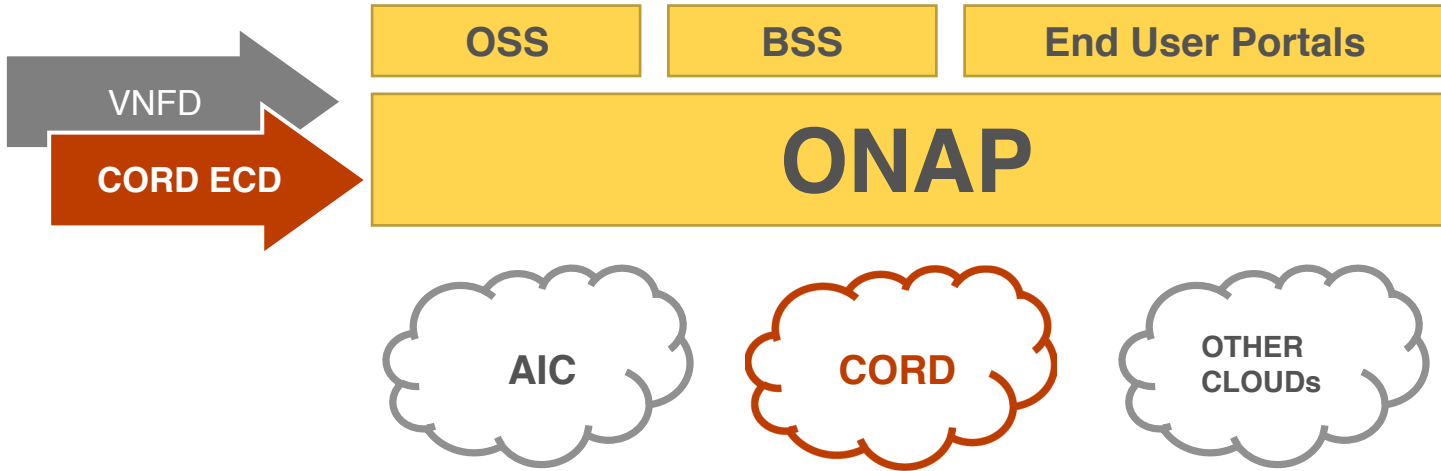 OSS
BSS
End User Portals
VNFD
CORD ECD
ONAP
AIC
CORD
OTHER
CLOUDs